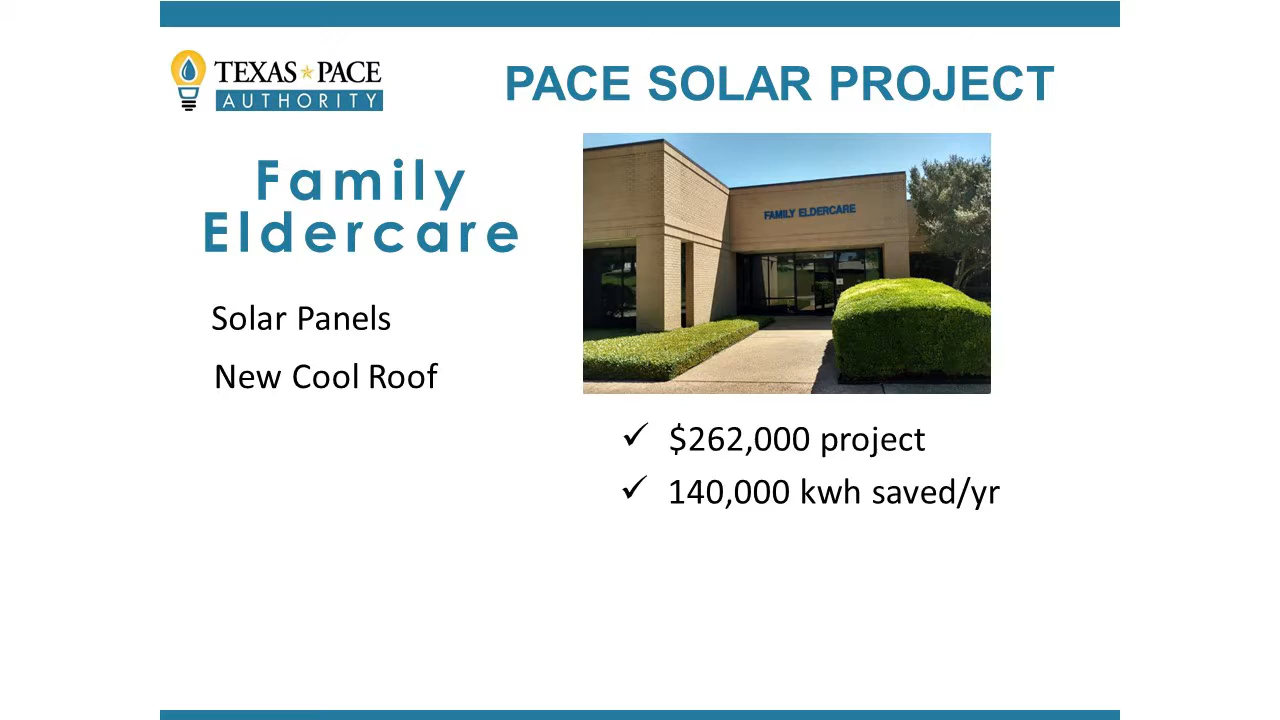 TEXAS PACE
AUTHORITY
PACE SOLAR PROJECT
Family
Eldercare
Solar Panels
New Cool Roof
FAMILY ELDERCARE
✓ $262,000 project
✓ 140,000 kwh saved/yr